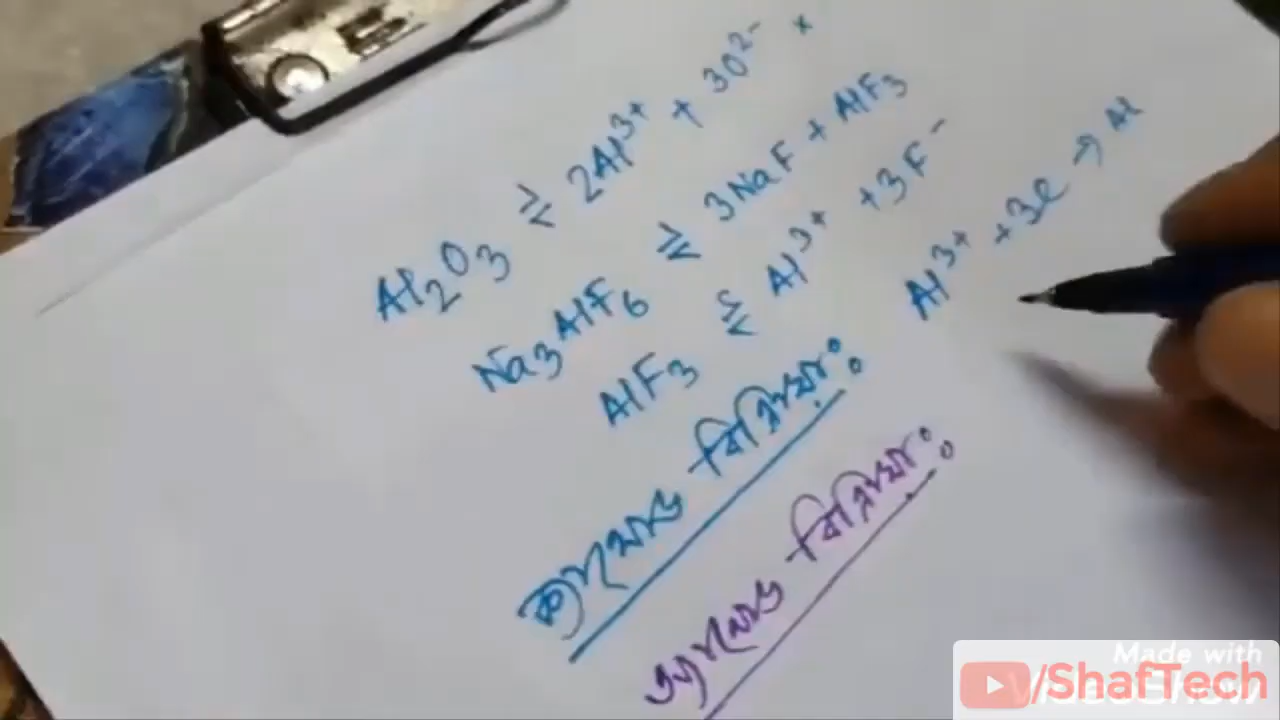 Al₂O₃ ⇌ 2Al³⁺ + 3O²⁻ ×
Na₃AlF₆ ⇌ 3NaF + AlF₃
AlF₃ ⇌ Al³⁺ + 3F⁻
ক্যাথোড বিক্রিয়া: Al³⁺ + 3e → Al
অ্যানোড বিক্রিয়া:
Made with
/ShafTech